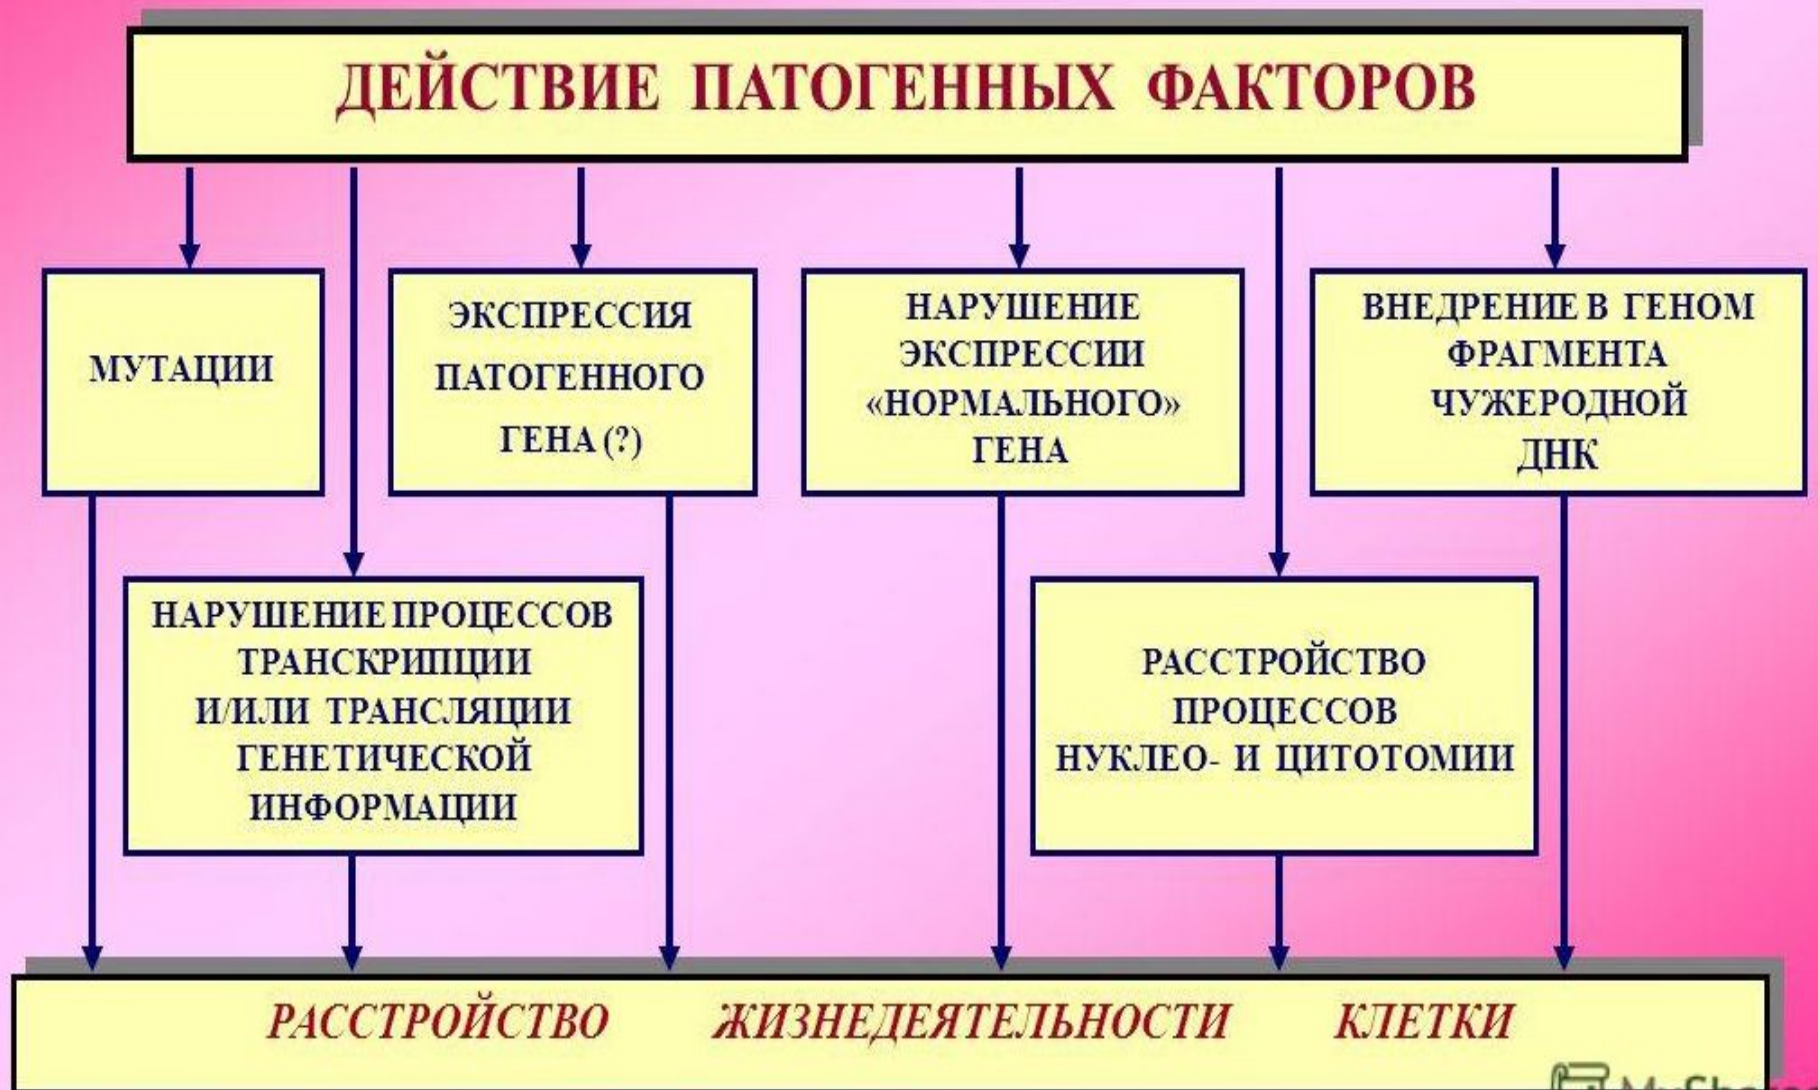 ДЕЙСТВИЕ ПАТОГЕННЫХ ФАКТОРОВ
МУТАЦИИ
ЭКСПРЕССИЯ
ПАТОГЕННОГО
ГЕНА (?)
НАРУШЕНИЕ
ЭКСПРЕССИИ
«НОРМАЛЬНОГО»
ГЕНА
ВНЕДРЕНИЕ В ГЕНОМ
ФРАГМЕНТА
ЧУЖЕРОДНОЙ
ДНК
НАРУШЕНИЕ ПРОЦЕССОВ
ТРАНСКРИПЦИИ
И/ИЛИ ТРАНСЛЯЦИИ
ГЕНЕТИЧЕСКОЙ
ИНФОРМАЦИИ
РАССТРОЙСТВО
ПРОЦЕССОВ
НУКЛЕО- И ЦИТОТОМИИ
РАССТРОЙСТВО ЖИЗНЕДЕЯТЕЛЬНОСТИ КЛЕТКИ